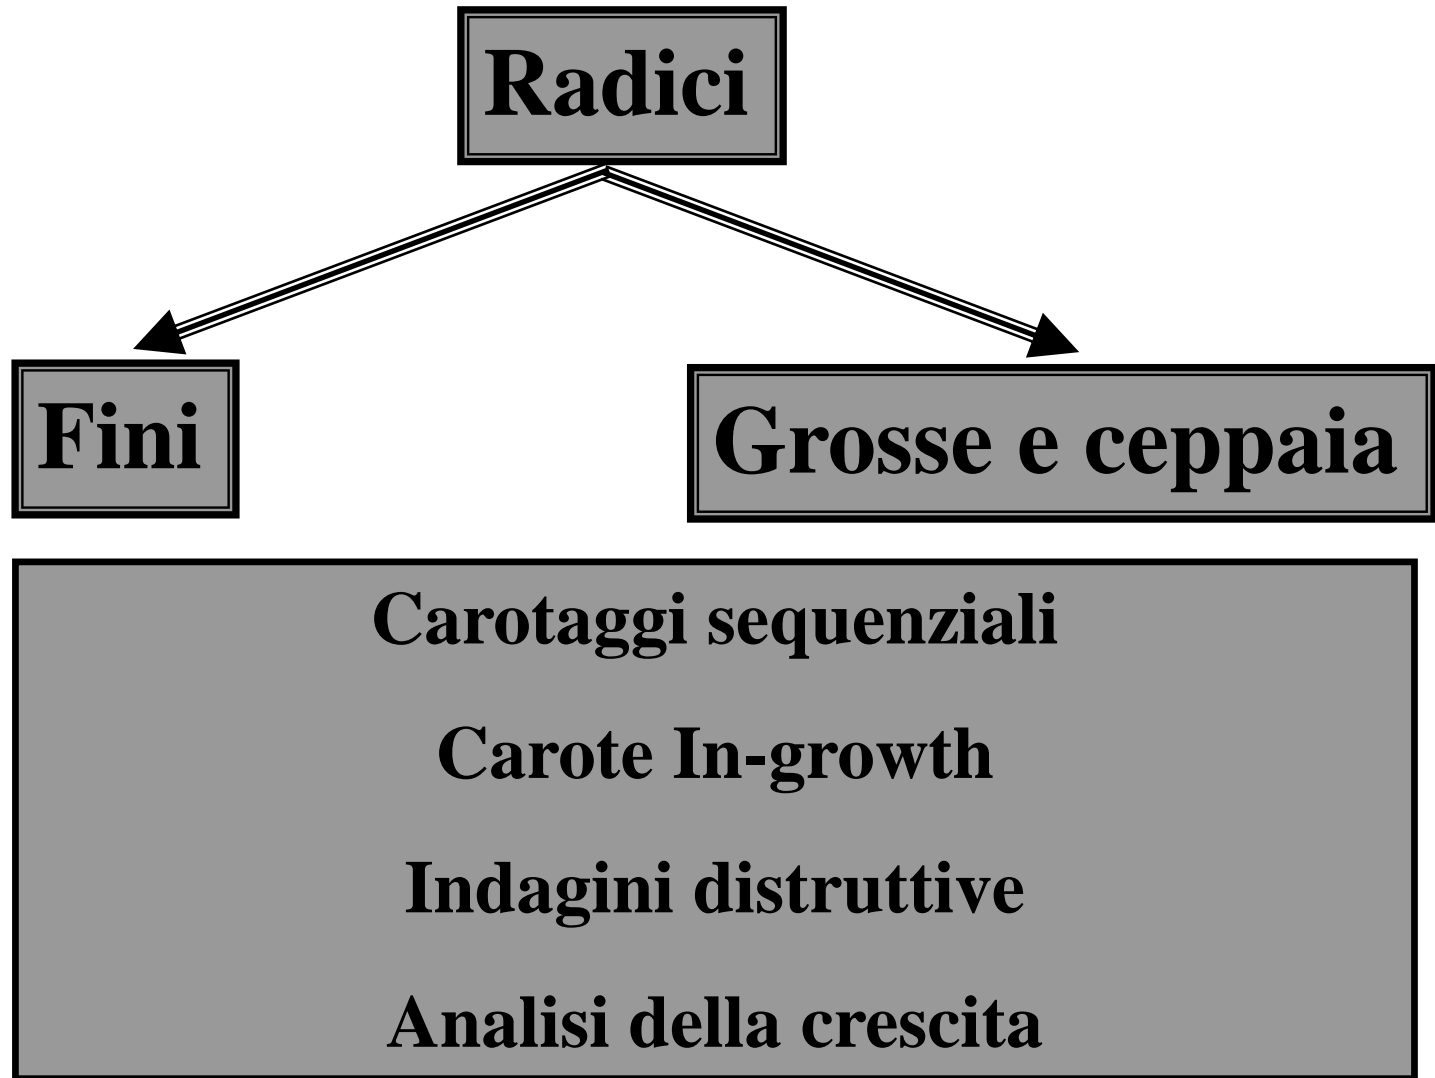 Radici
Fini
Grosse e ceppaia
Carotaggi sequenziali
Carote In-growth
Indagini distruttive
Analisi della crescita